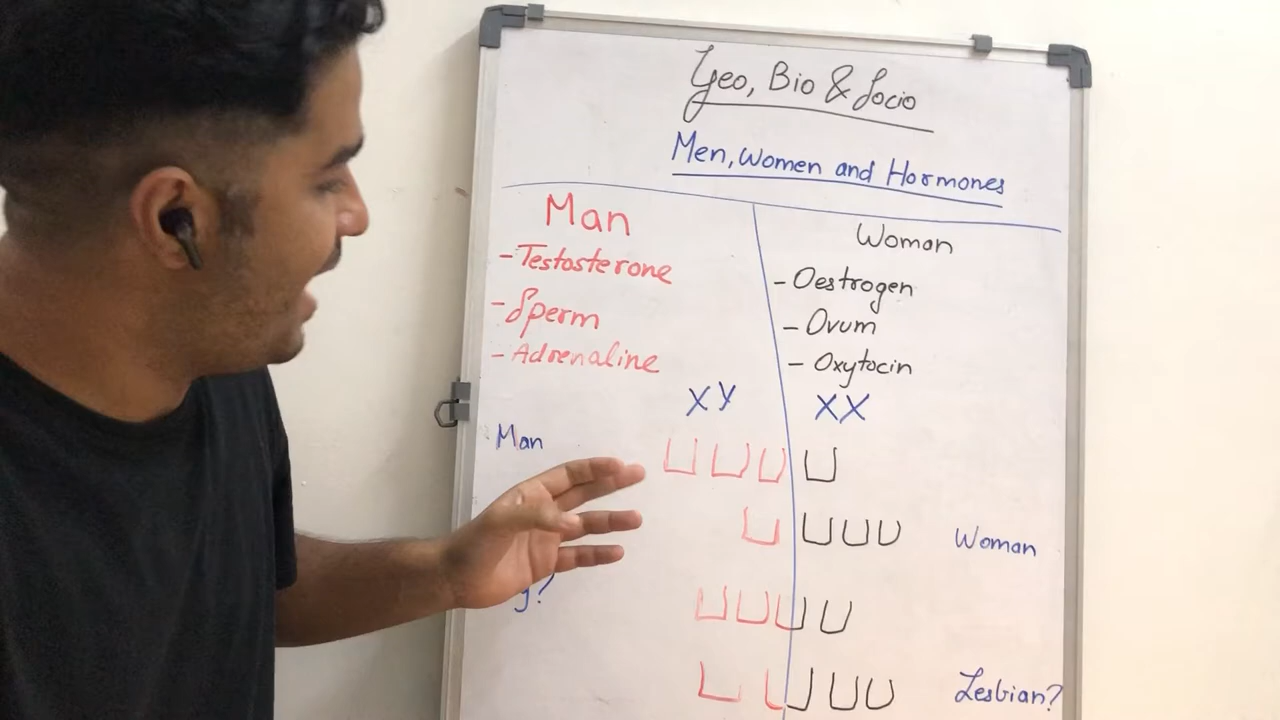 Geo, Bio & Socio
Men, Women and Hormones
Man
- Testosterone
- Sperm
- Adrenaline
Woman
- Oestrogen
- Ovum
- Oxytocin
XY
XX
Man
Woman
y?
Lesbian?